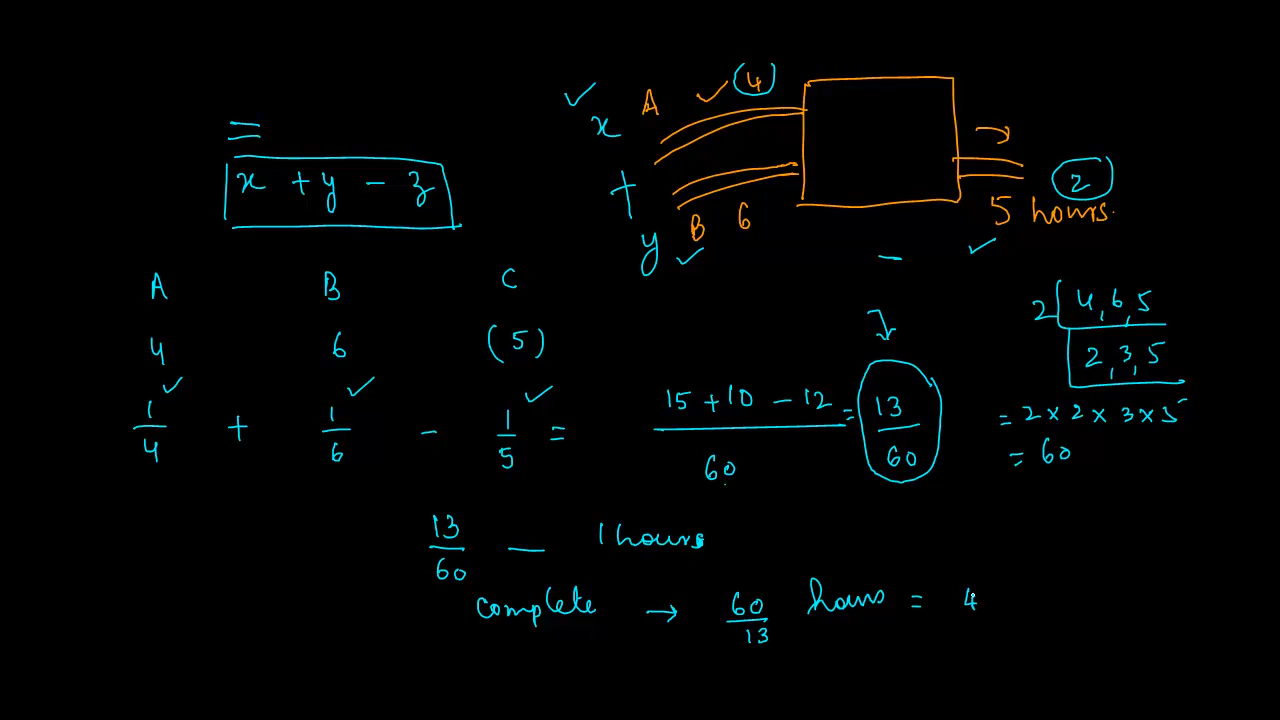 x A 4
=
x + y - z
+
2
B 6
5 hours.
y
-
A B C
4 6 (5)
2 | 4, 6, 5
2, 3, 5
1/4 + 1/6 - 1/5 = 15 + 10 - 12 / 60 = 13/60
= 2 x 2 x 3 x 5
= 60
13/60 — 1 hours
complete → 60/13 hours = 4